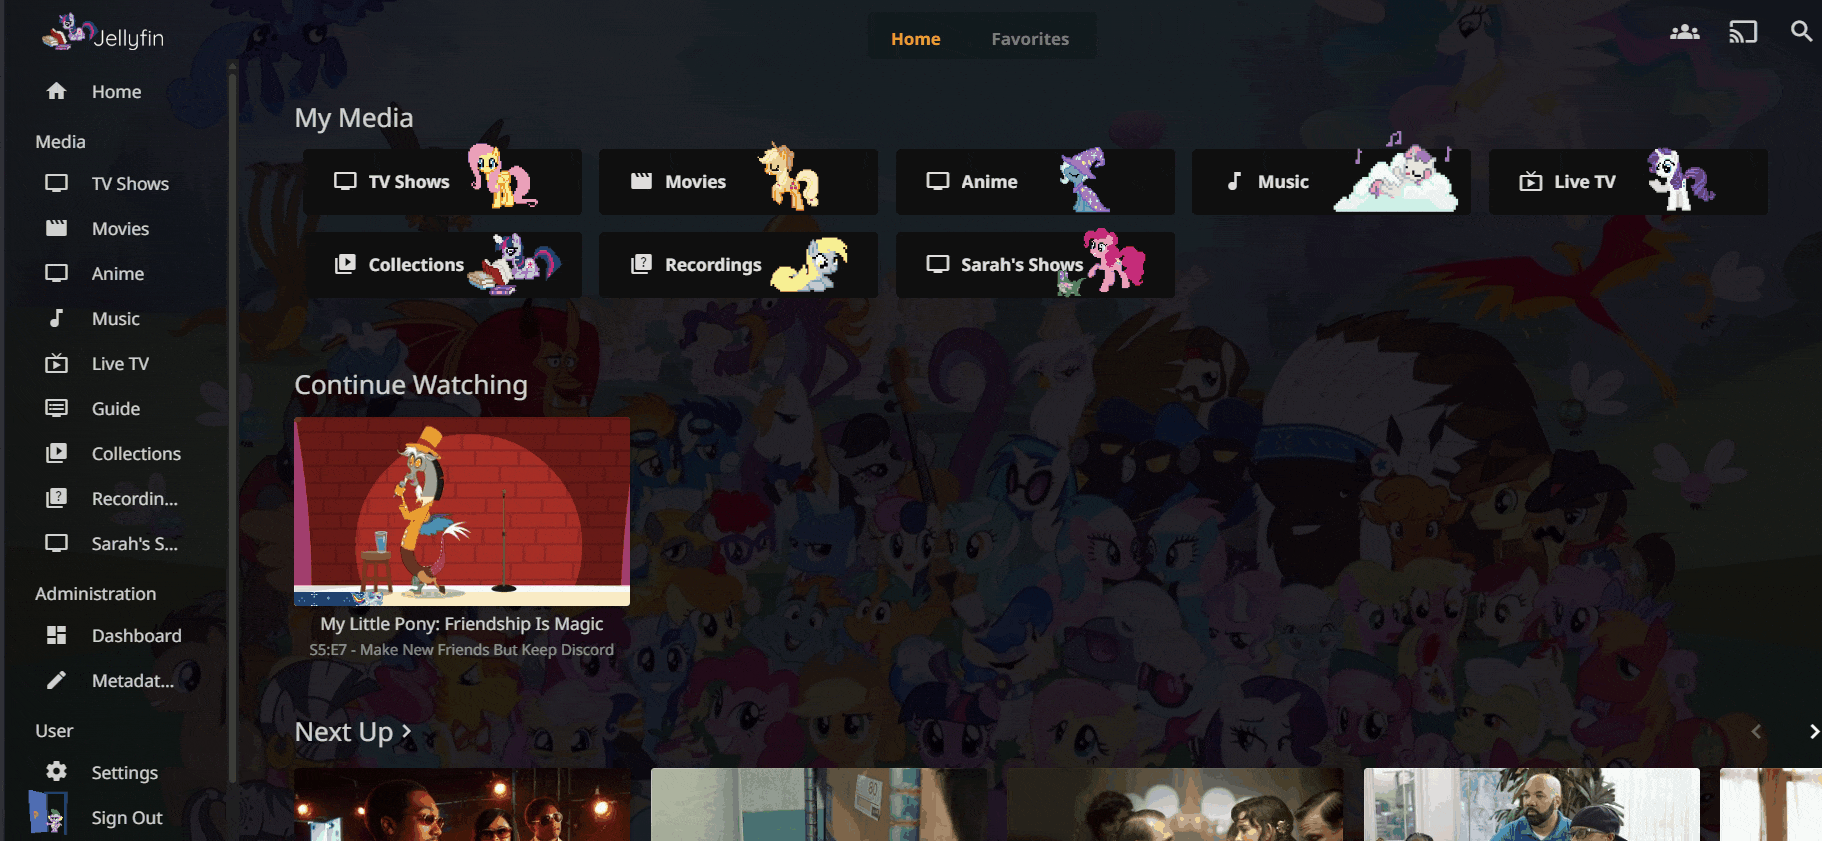 Jellyfin
Home
Favorites
Home
Media
TV Shows
Movies
Anime
Music
Live TV
Guide
Collections
Recordin...
Sarah's S...
Administration
Dashboard
Metadat...
User
Settings
Sign Out
My Media
TV Shows
Movies
Anime
Music
Live TV
Collections
Recordings
Sarah's Shows
Continue Watching
My Little Pony: Friendship Is Magic
S5:E7 - Make New Friends But Keep Discord
Next Up
80